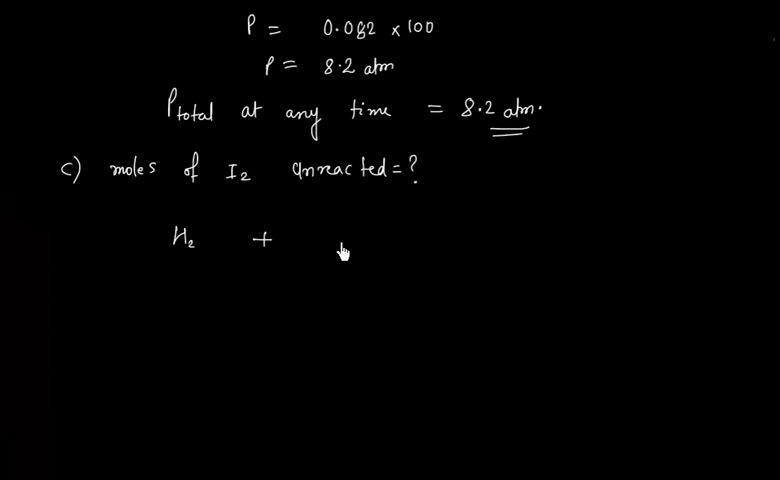 P = 0.082 x 100
P = 8.2 atm
Ptotal at any time = 8.2 atm.
c) moles of I2 unreacted = ?
H2 +